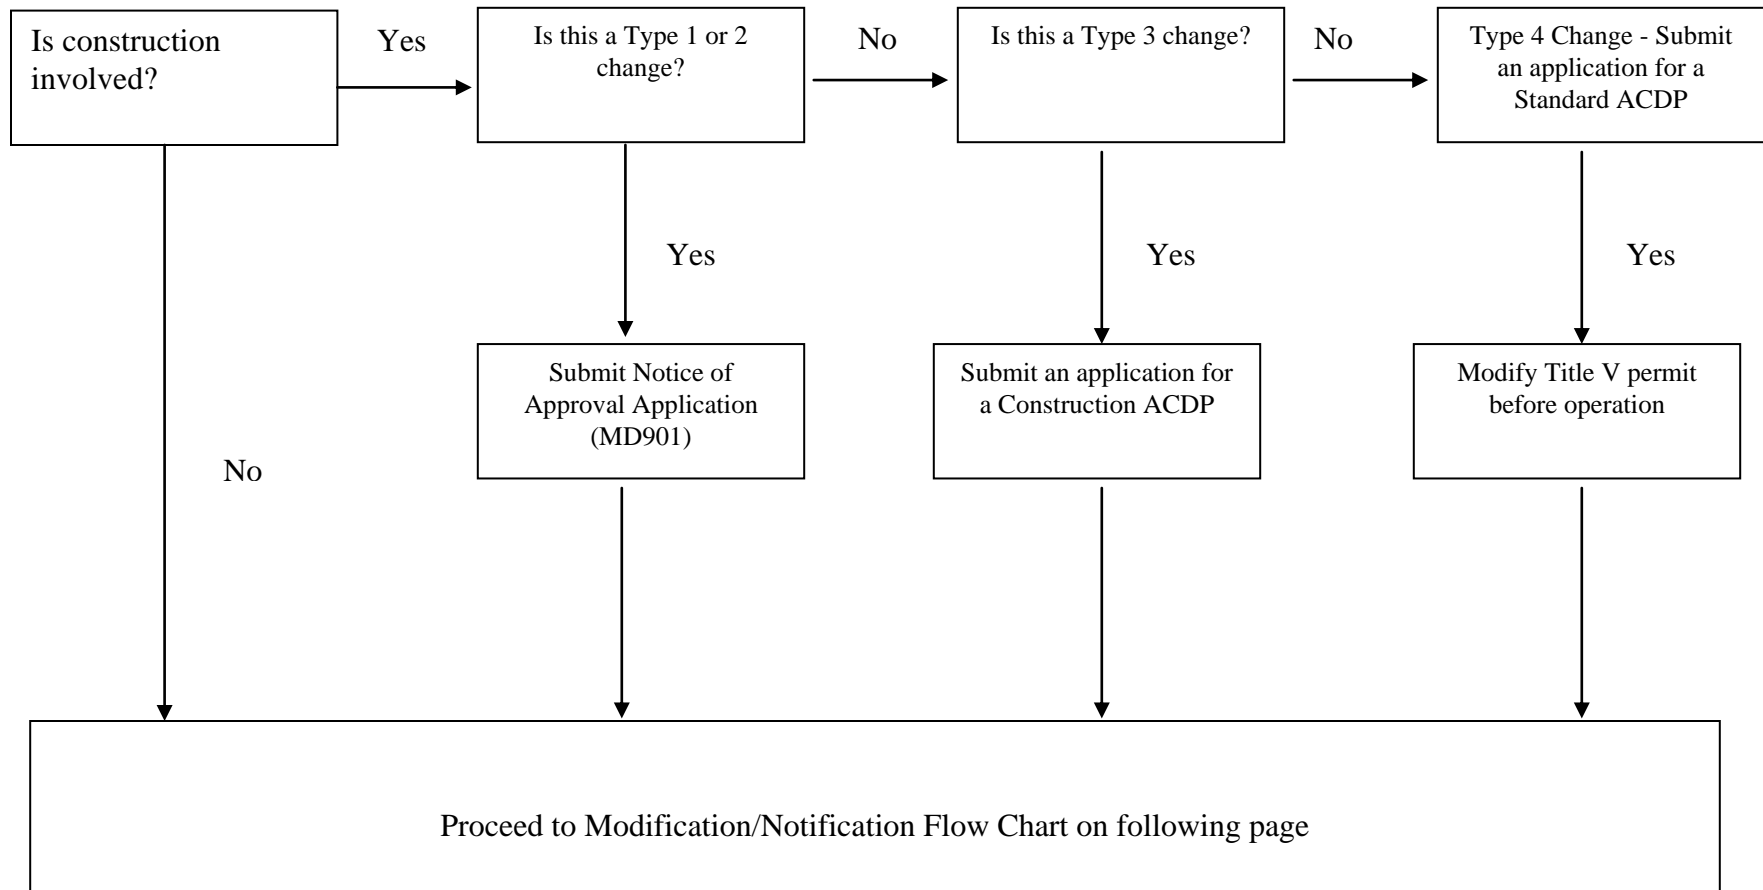 Is construction
involved?
Yes
Is this a Type 1 or 2
change?
No
Is this a Type 3 change?
No
Type 4 Change - Submit
an application for a
Standard ACDP
Yes
Yes
Yes
Submit Notice of
Approval Application
(MD901)
Submit an application for
a Construction ACDP
Modify Title V permit
before operation
No
Proceed to Modification/Notification Flow Chart on following page